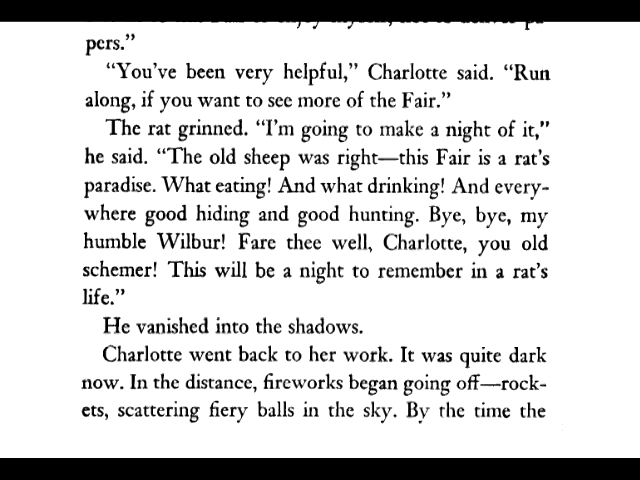 pers.”
“You’ve been very helpful,” Charlotte said. “Run
along, if you want to see more of the Fair.”
The rat grinned. “I’m going to make a night of it,”
he said. “The old sheep was right—this Fair is a rat’s
paradise. What eating! And what drinking! And every-
where good hiding and good hunting. Bye, bye, my
humble Wilbur! Fare thee well, Charlotte, you old
schemer! This will be a night to remember in a rat’s
life.”
He vanished into the shadows.
Charlotte went back to her work. It was quite dark
now. In the distance, fireworks began going off—rock-
ets, scattering fiery balls in the sky. By the time the